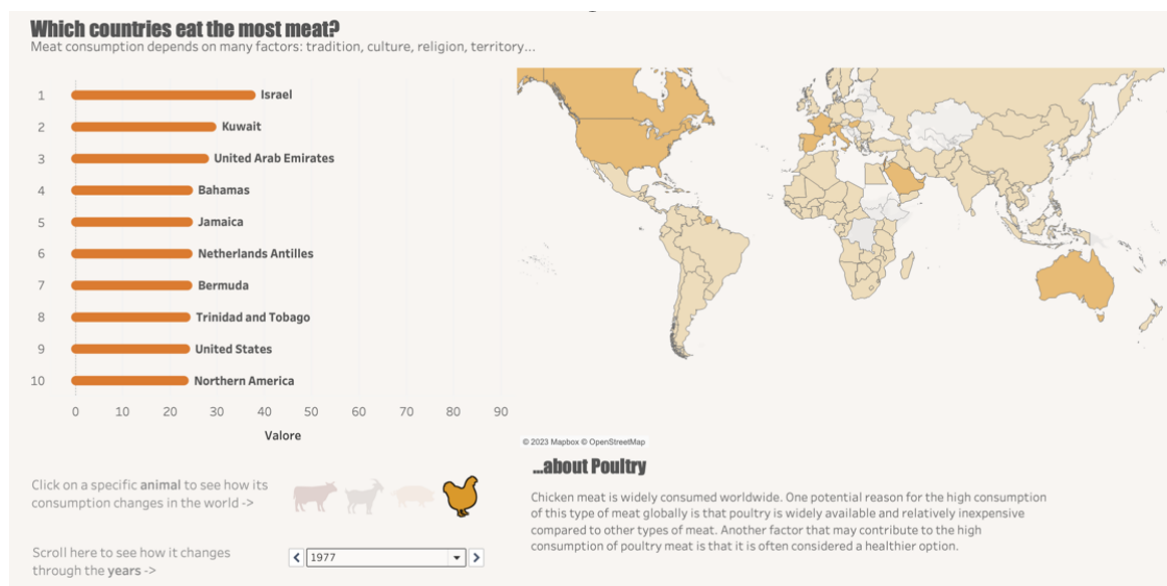 Which countries eat the most meat?
Meat consumption depends on many factors: tradition, culture, religion, territory...
1 Israel
2 Kuwait
3 United Arab Emirates
4 Bahamas
5 Jamaica
6 Netherlands Antilles
7 Bermuda
8 Trinidad and Tobago
9 United States
10 Northern America
0 10 20 30 40 50 60 70 80 90
Valore
© 2023 Mapbox © OpenStreetMap
...about Poultry
Chicken meat is widely consumed worldwide. One potential reason for the high consumption
of this type of meat globally is that poultry is widely available and relatively inexpensive
compared to other types of meat. Another factor that may contribute to the high
consumption of poultry meat is that it is often considered a healthier option.
Click on a specific animal to see how its
consumption changes in the world ->
Scroll here to see how it changes
through the years ->
< 1977 >